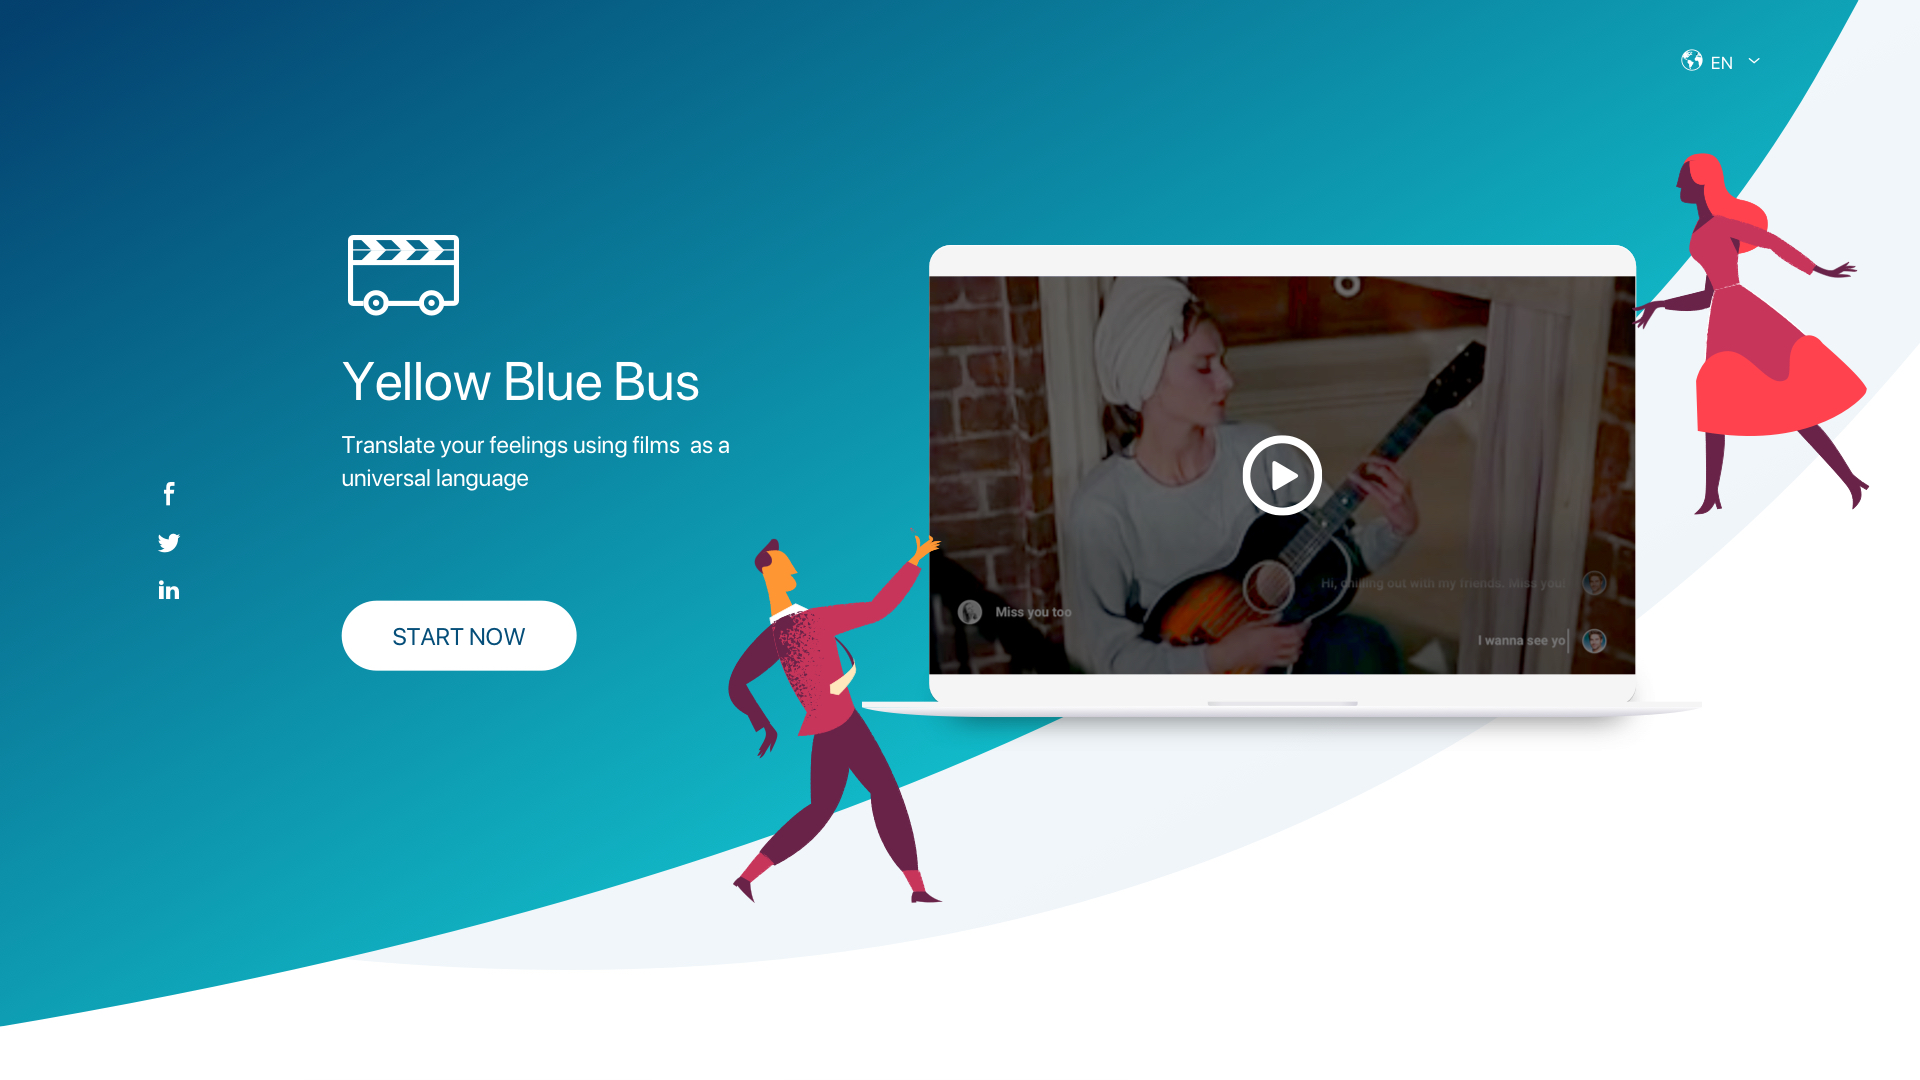 EN
Yellow Blue Bus
Translate your feelings using films as a
universal language
START NOW
Hi, chilling out with my friends. Miss you!
Miss you too
I wanna see yo